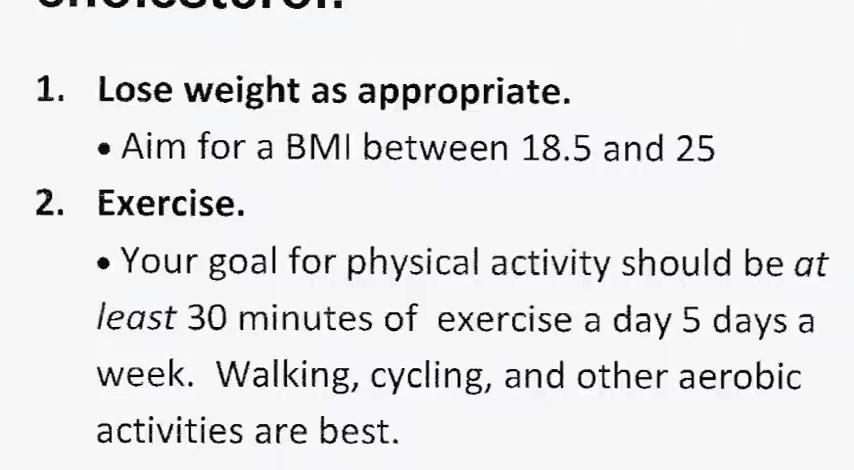 cholesterol.
1. Lose weight as appropriate.
• Aim for a BMI between 18.5 and 25
2. Exercise.
• Your goal for physical activity should be at
least 30 minutes of exercise a day 5 days a
week. Walking, cycling, and other aerobic
activities are best.